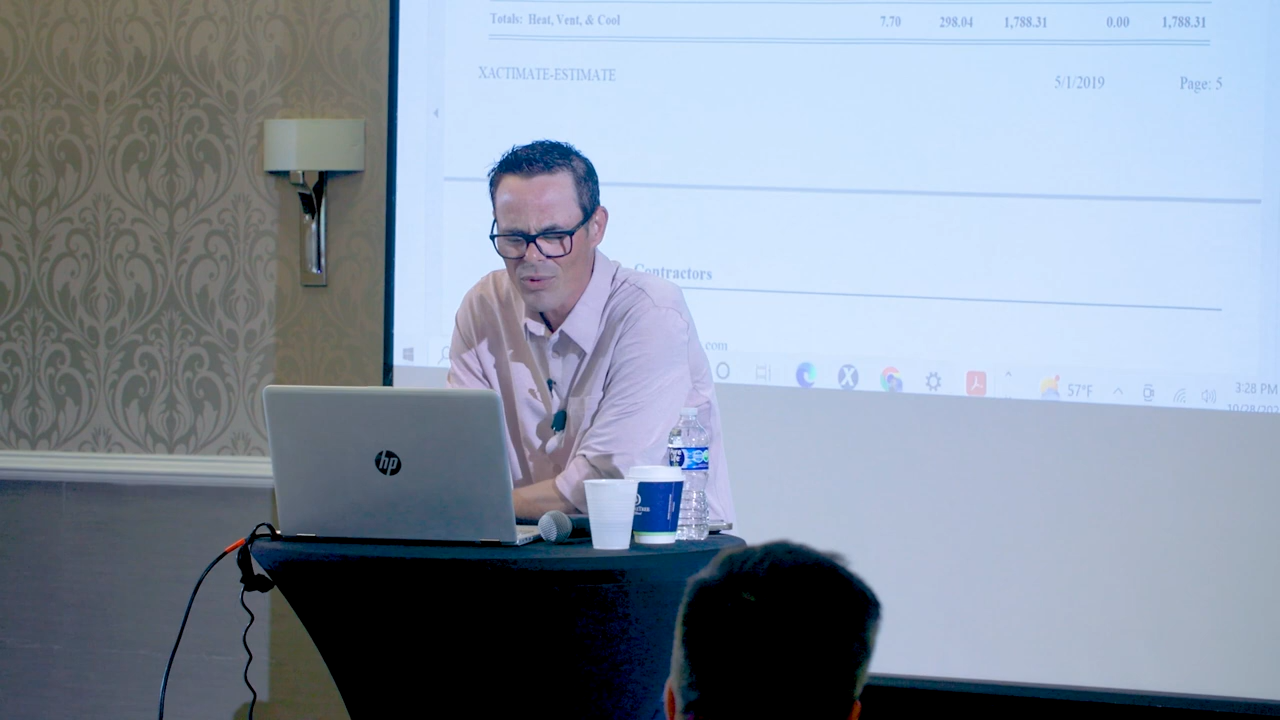 Totals: Heat, Vent, & Cool 7.70 298.04 1,788.31 0.00 1,788.31
XACTIMATE-ESTIMATE 5/1/2019 Page: 5
Contractors
com
57°F
3:28 PM
hp